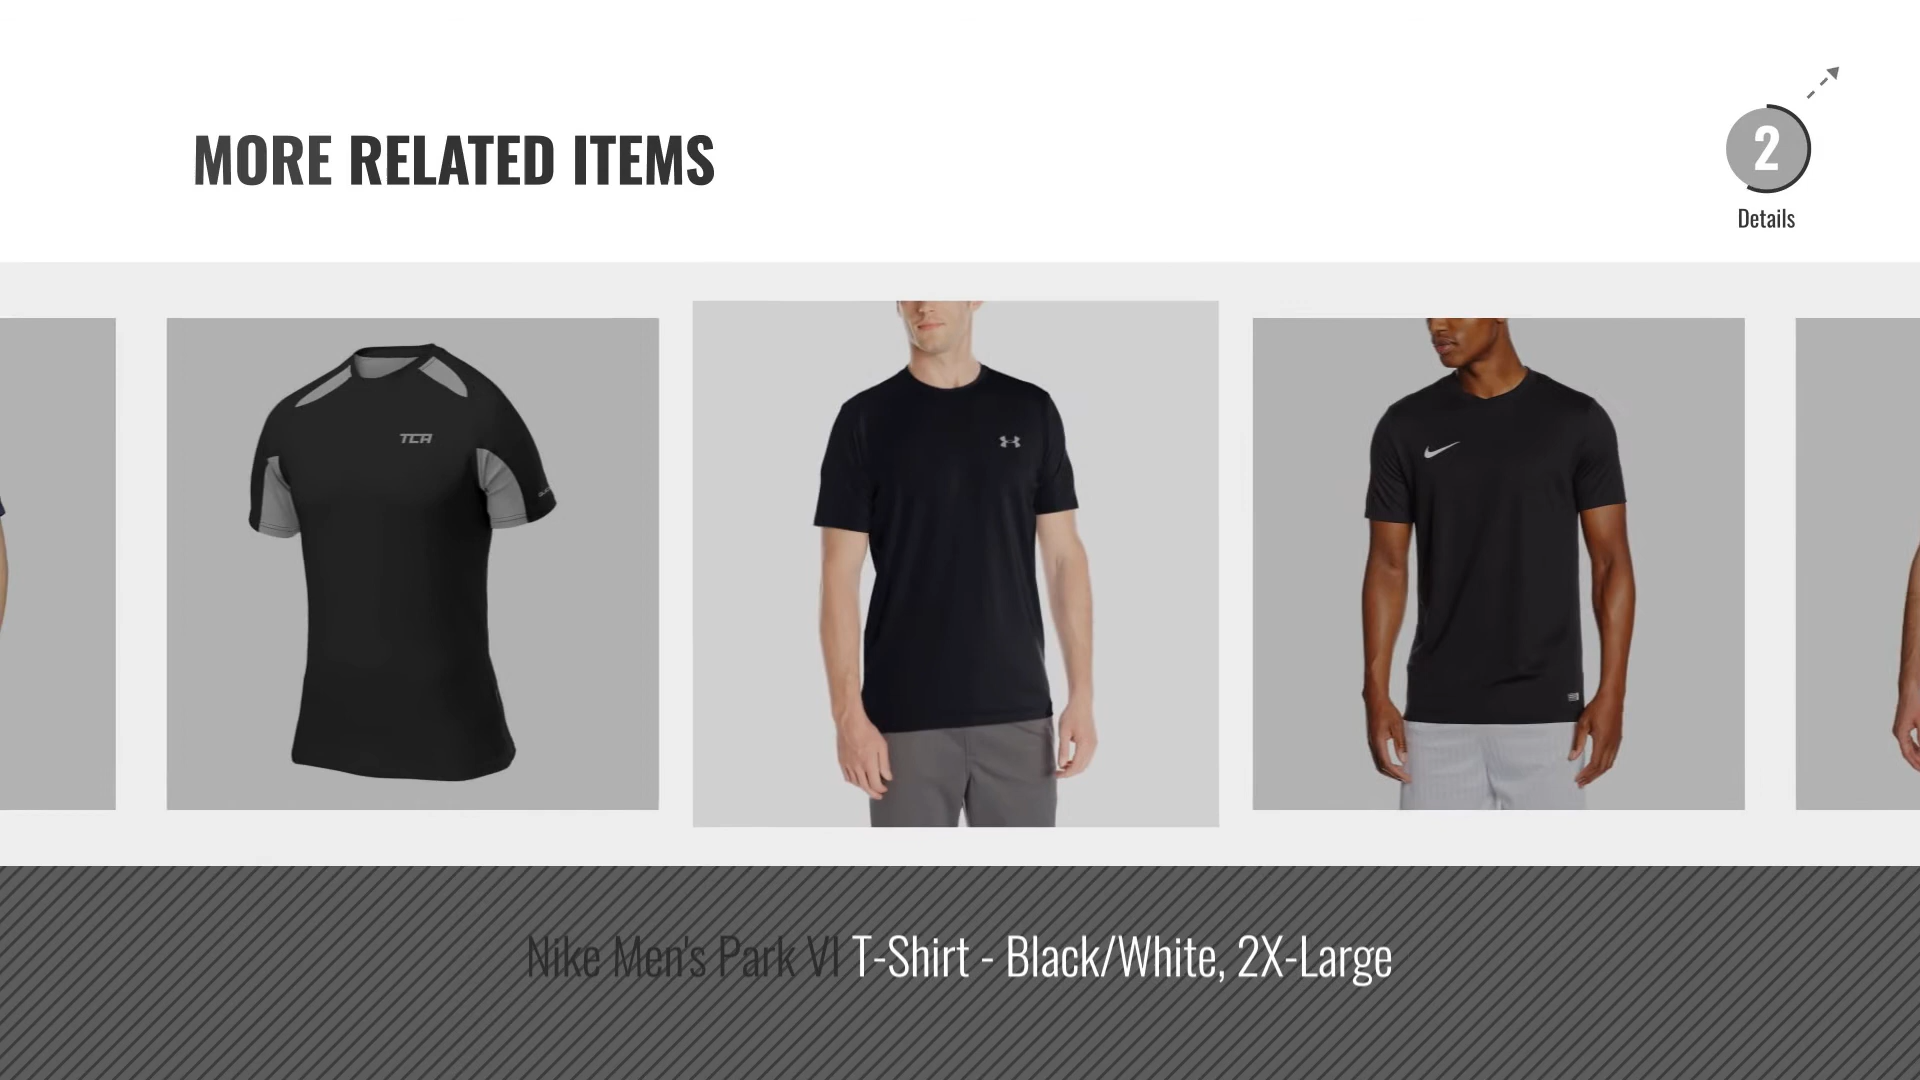 MORE RELATED ITEMS
2
Details
TCA
Nike Men's Park VI T-Shirt - Black/White, 2X-Large